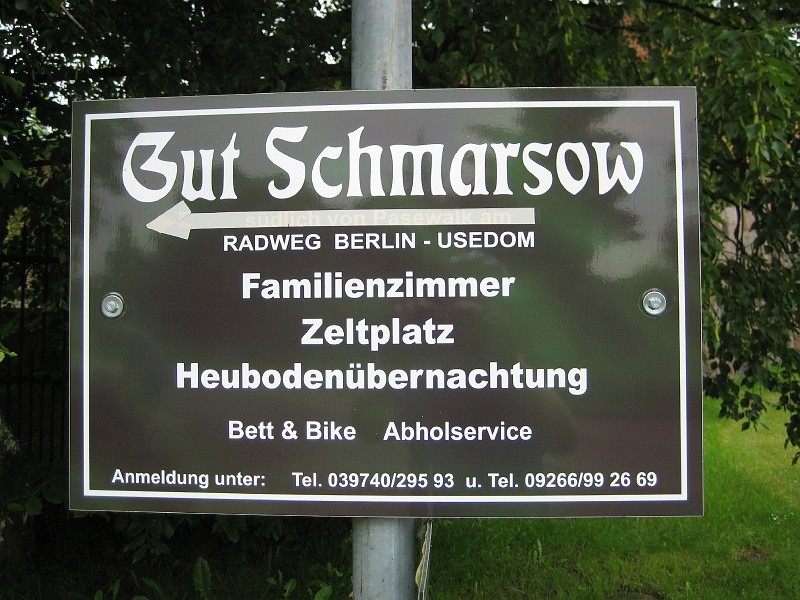 Gut Schmarsow
südlich von Pasewalk am
RADWEG BERLIN - USEDOM
Familienzimmer
Zeltplatz
Heubodenübernachtung
Bett & Bike Abholservice
Anmeldung unter: Tel. 039740/295 93 u. Tel. 09266/99 26 69